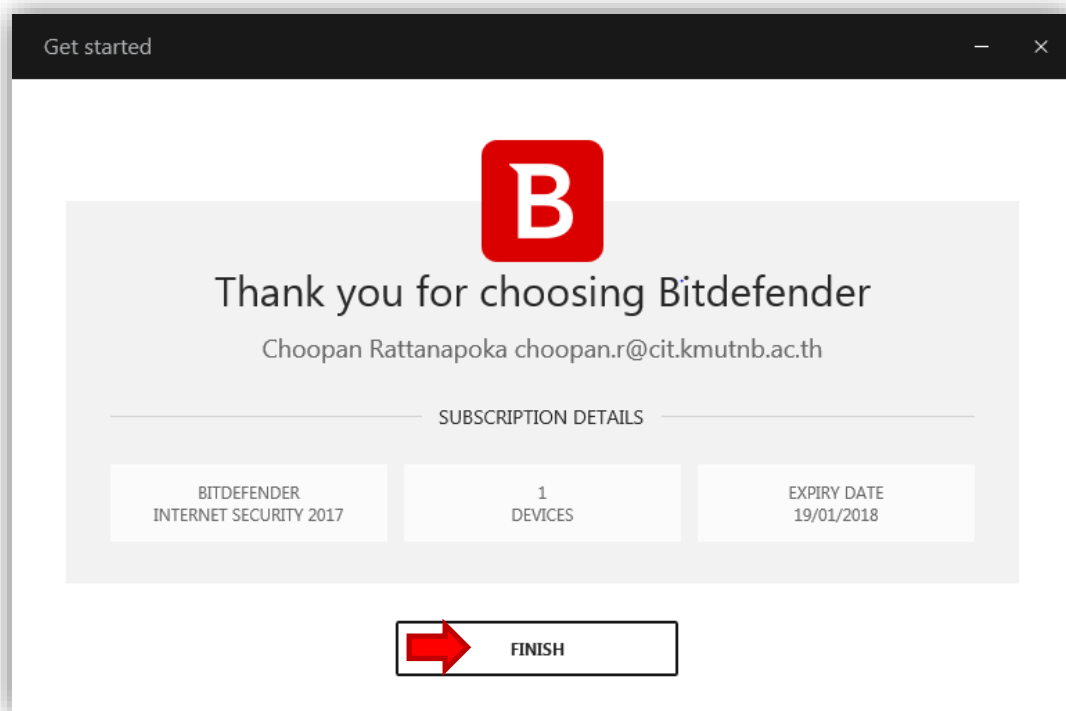 Get started
B
Thank you for choosing Bitdefender
Choopan Rattanapoka choopan.r@cit.kmutnb.ac.th
SUBSCRIPTION DETAILS
BITDEFENDER
INTERNET SECURITY 2017
1
DEVICES
EXPIRY DATE
19/01/2018
FINISH